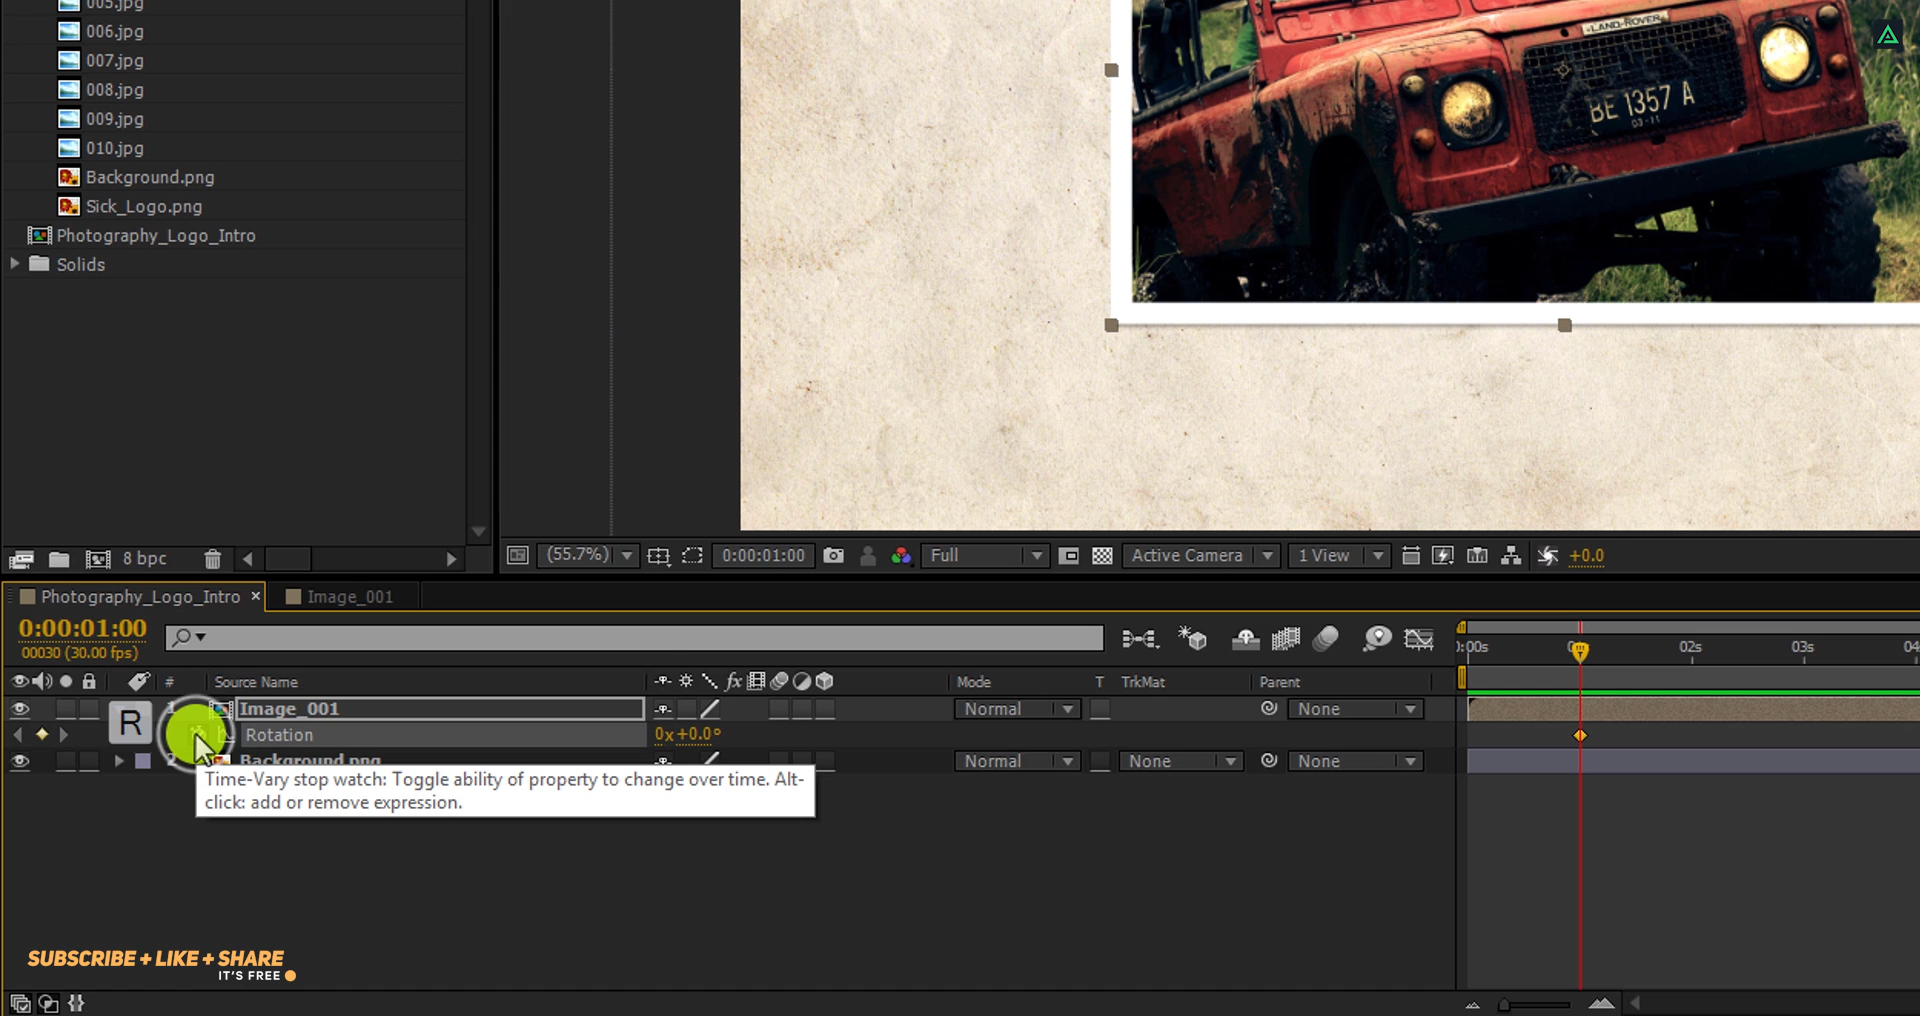 005.jpg
006.jpg
007.jpg
008.jpg
009.jpg
010.jpg
Background.png
Sick_Logo.png
Photography_Logo_Intro
Solids
LAND-ROVER
BE 1357 A
03-11
8 bpc
(55.7%)
0:00:01:00
Full
Active Camera
1 View
+0.0
Photography_Logo_Intro ×
Image_001
0:00:01:00
00030 (30.00 fps)
:00s
02s
03s
#
Source Name
fx
Mode
T
TrkMat
Parent
Image_001
Normal
None
R
Rotation
0x+0.0°
2
Background.png
Normal
None
None
Time-Vary stop watch: Toggle ability of property to change over time. Alt-
click: add or remove expression.
SUBSCRIBE + LIKE + SHARE
IT'S FREE